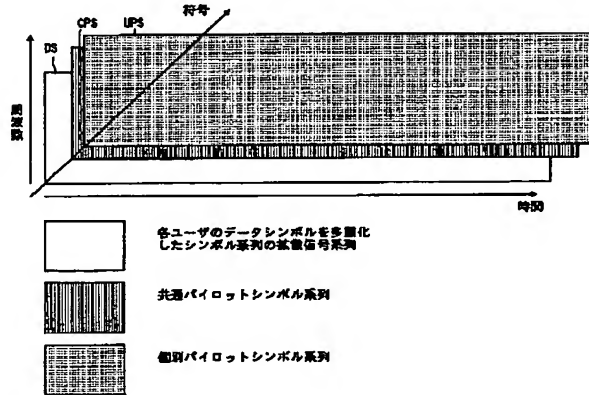 符号
CPS
UPS
DS
周波数
時間
各ユーザのデータシンボルを多重化
したシンボル系列の拡散信号系列
共通パイロットシンボル系列
個別パイロットシンボル系列